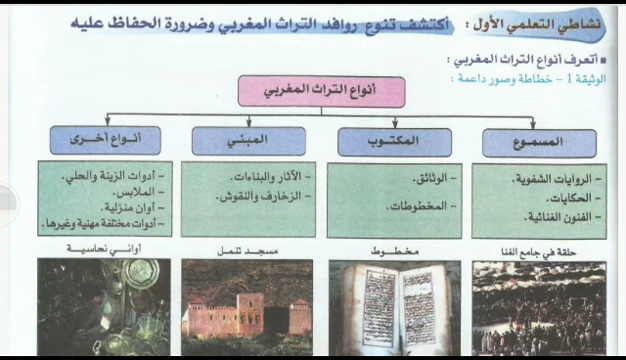 نشاطي التعلمي الأول : أكتشف تنوع روافد التراث المغربي وضرورة الحفاظ عليه
■ أتعرف أنواع التراث المغربي :
الوثيقة 1 - خطاطة وصور داعمة :
أنواع التراث المغربي
المسموع
- الروايات الشفوية.
- الحكايات.
- الفنون الغنائية.
المكتوب
- الوثائق.
- المخطوطات.
المبني
- الآثار والبناءات.
- الزخارف والنقوش.
أنواع أخرى
- أدوات الزينة والحلي.
- الملابس.
- أوان منزلية.
- أدوات مختلفة مهنية وغيرها.
حلقة في جامع الفنا
مخطوط
مسجد تنمل
أواني نحاسية